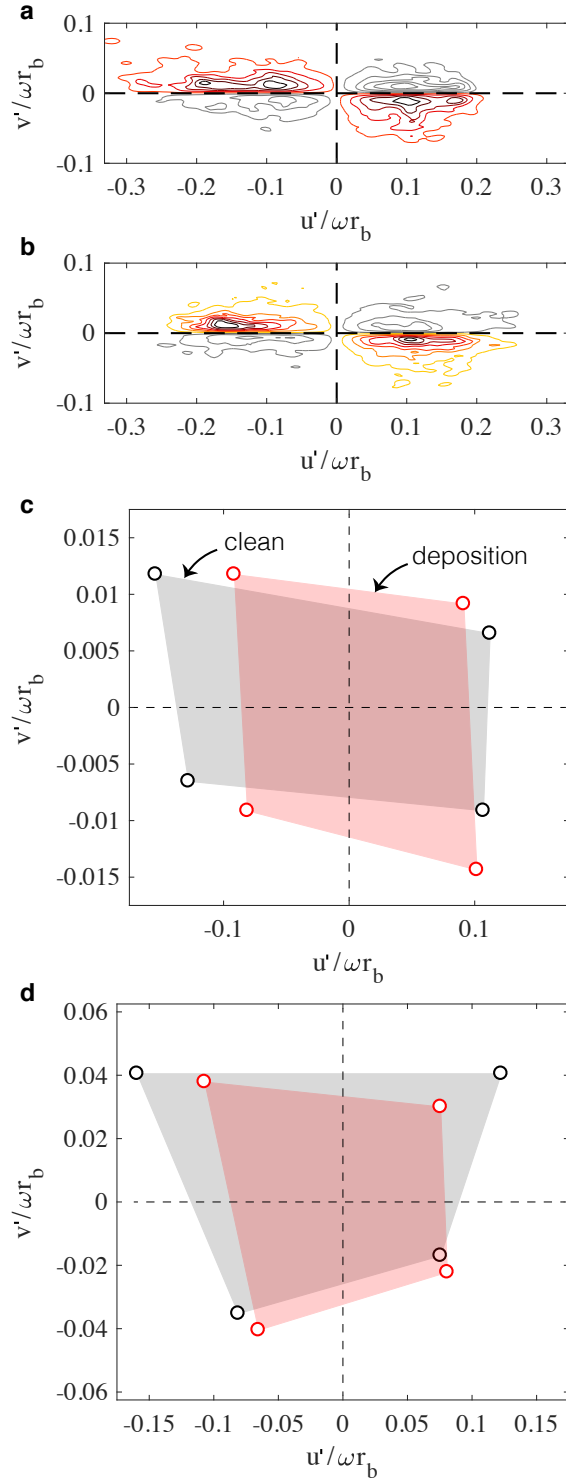 a
0.1
0
-0.1
v'/ωr_b
-0.3 -0.2 -0.1 0 0.1 0.2 0.3
u'/ωr_b
b
0.1
0
-0.1
v'/ωr_b
-0.3 -0.2 -0.1 0 0.1 0.2 0.3
u'/ωr_b
c
clean
deposition
0.015
0.01
0.005
0
-0.005
-0.01
-0.015
v'/ωr_b
-0.1 0 0.1
u'/ωr_b
d
0.06
0.04
0.02
0
-0.02
-0.04
-0.06
v'/ωr_b
-0.15 -0.1 -0.05 0 0.05 0.1 0.15
u'/ωr_b